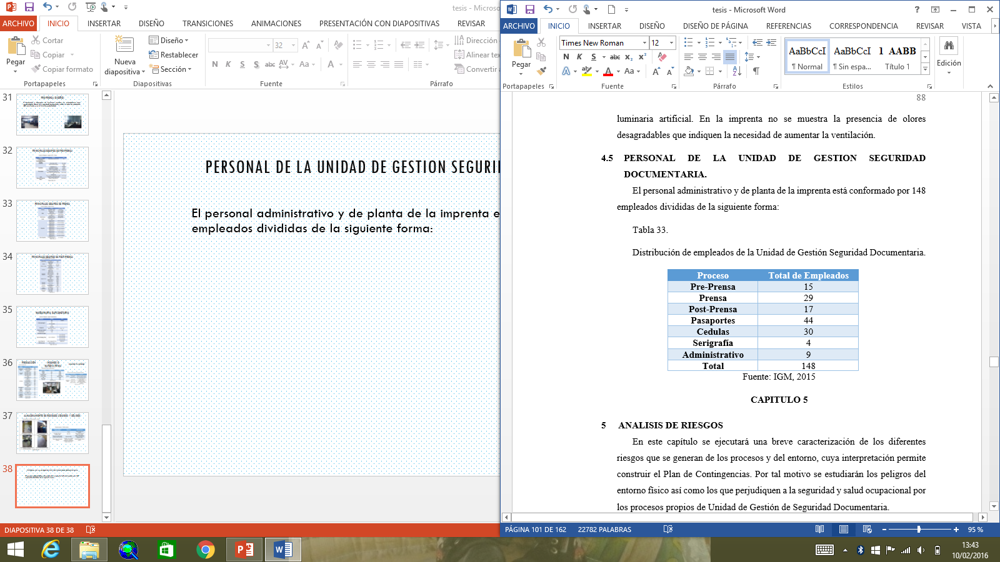 tesis - Microso
ARCHIVO INICIO INSERTAR DISEÑO TRANSICIONES ANIMACIONES PRESENTACIÓN CON DIAPOSITIVAS REVISAR
Pegar
Cortar
Copiar
Copiar formato
Portapapeles
Nueva
diapositiva
Diseño
Restablecer
Sección
Diapositivas
32
N K S S abc AV Aa A
Fuente
Dirección
Alinear tex
Convertir a
Párrafo
31
32
33
34
35
36
37
38
PERSONAL DE LA UNIDAD DE GESTION SEGURI
El personal administrativo y de planta de la imprenta e
empleados divididas de la siguiente forma:
DIAPOSITIVA 38 DE 38
tesis - Microsoft Word
ARCHIVO INICIO INSERTAR DISEÑO DISEÑO DE PÁGINA REFERENCIAS CORRESPONDENCIA REVISAR VISTA
Pegar
Portapapeles
Times New Roman 12
N K S abc x₂ x²
A A Aa A A
Fuente
Párrafo
AaBbCcI AaBbCcI 1 AABB
¶ Normal ¶ Sin espa... Título 1
Estilos
Edición
88
luminaria artificial. En la imprenta no se muestra la presencia de olores
desagradables que indiquen la necesidad de aumentar la ventilación.
4.5 PERSONAL DE LA UNIDAD DE GESTION SEGURIDAD
DOCUMENTARIA.
El personal administrativo y de planta de la imprenta está conformado por 148
empleados divididas de la siguiente forma:
Tabla 33.
Distribución de empleados de la Unidad de Gestión Seguridad Documentaria.
Proceso Total de Empleados
Pre-Prensa 15
Prensa 29
Post-Prensa 17
Pasaportes 44
Cedulas 30
Serigrafía 4
Administrativo 9
Total 148
Fuente: IGM, 2015
CAPITULO 5
5 ANALISIS DE RIESGOS
En este capítulo se ejecutará una breve caracterización de los diferentes
riesgos que se generan de los procesos y del entorno, cuya interpretación permite
construir el Plan de Contingencias. Por tal motivo se estudiarán los peligros del
entorno físico así como los que perjudiquen a la seguridad y salud ocupacional por
los procesos propios de Unidad de Gestión de Seguridad Documentaria.
PÁGINA 101 DE 162 22782 PALABRAS 95 %
13:43
10/02/2016